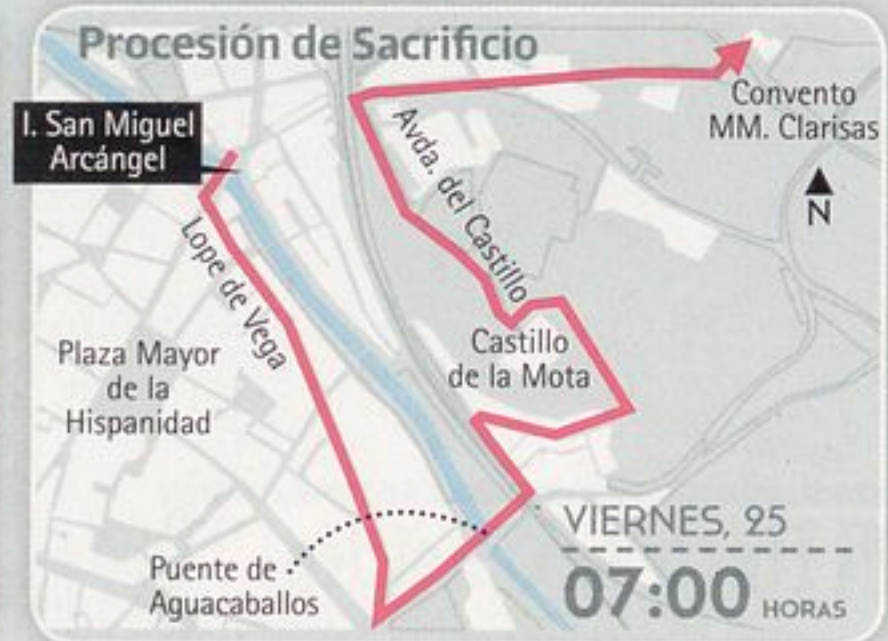 Procesión de Sacrificio
I. San Miguel
Arcángel
Convento
MM. Clarisas
N
Avda. del Castillo
Lope de Vega
Castillo
de la Mota
Plaza Mayor
de la
Hispanidad
Puente de
Aguacaballos
VIERNES, 25
07:00 HORAS